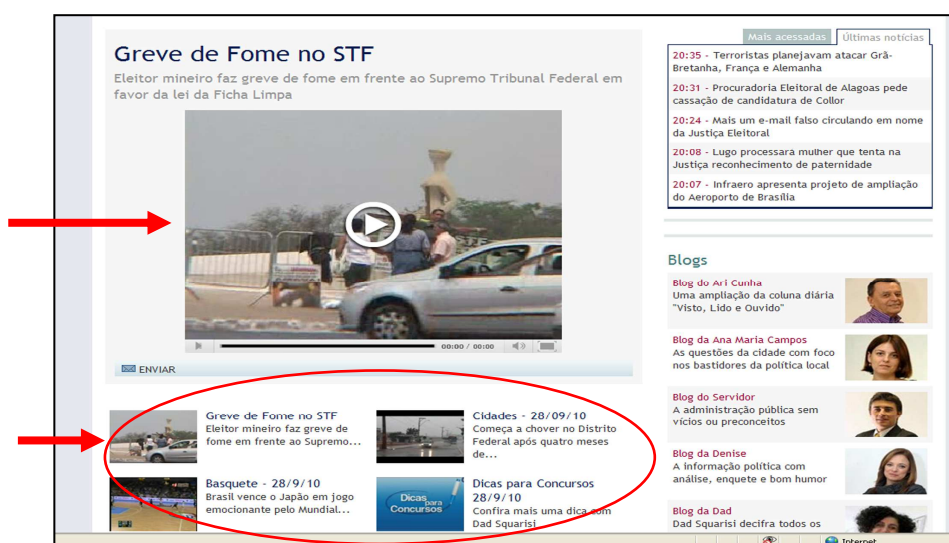 Greve de Fome no STF
Eleitor mineiro faz greve de fome em frente ao Supremo Tribunal Federal em
favor da lei da Ficha Limpa
00:00 / 00:00
ENVIAR
Greve de Fome no STF
Eleitor mineiro faz greve de
fome em frente ao Supremo...
Cidades - 28/09/10
Começa a chover no Distrito
Federal após quatro meses
de...
Basquete - 28/9/10
Brasil vence o Japão em jogo
emocionante pelo Mundial...
Dicas
para
Concursos
Dicas para Concursos
28/9/10
Confira mais uma dica com
Dad Squarisi
Mais acessadas
Últimas notícias
20:35 - Terroristas planejavam atacar Grã-
Bretanha, França e Alemanha
20:31 - Procuradoria Eleitoral de Alagoas pede
cassação de candidatura de Collor
20:24 - Mais um e-mail falso circulando em nome
da Justiça Eleitoral
20:08 - Lugo processará mulher que tenta na
Justiça reconhecimento de paternidade
20:07 - Infraero apresenta projeto de ampliação
do Aeroporto de Brasília
Blogs
Blog do Ari Cunha
Uma ampliação da coluna diária
"Visto, Lido e Ouvido"
Blog da Ana Maria Campos
As questões da cidade com foco
nos bastidores da política local
Blog do Servidor
A administração pública sem
vícios ou preconceitos
Blog da Denise
A informação política com
análise, enquete e bom humor
Blog da Dad
Dad Squarisi decifra todos os
Internet